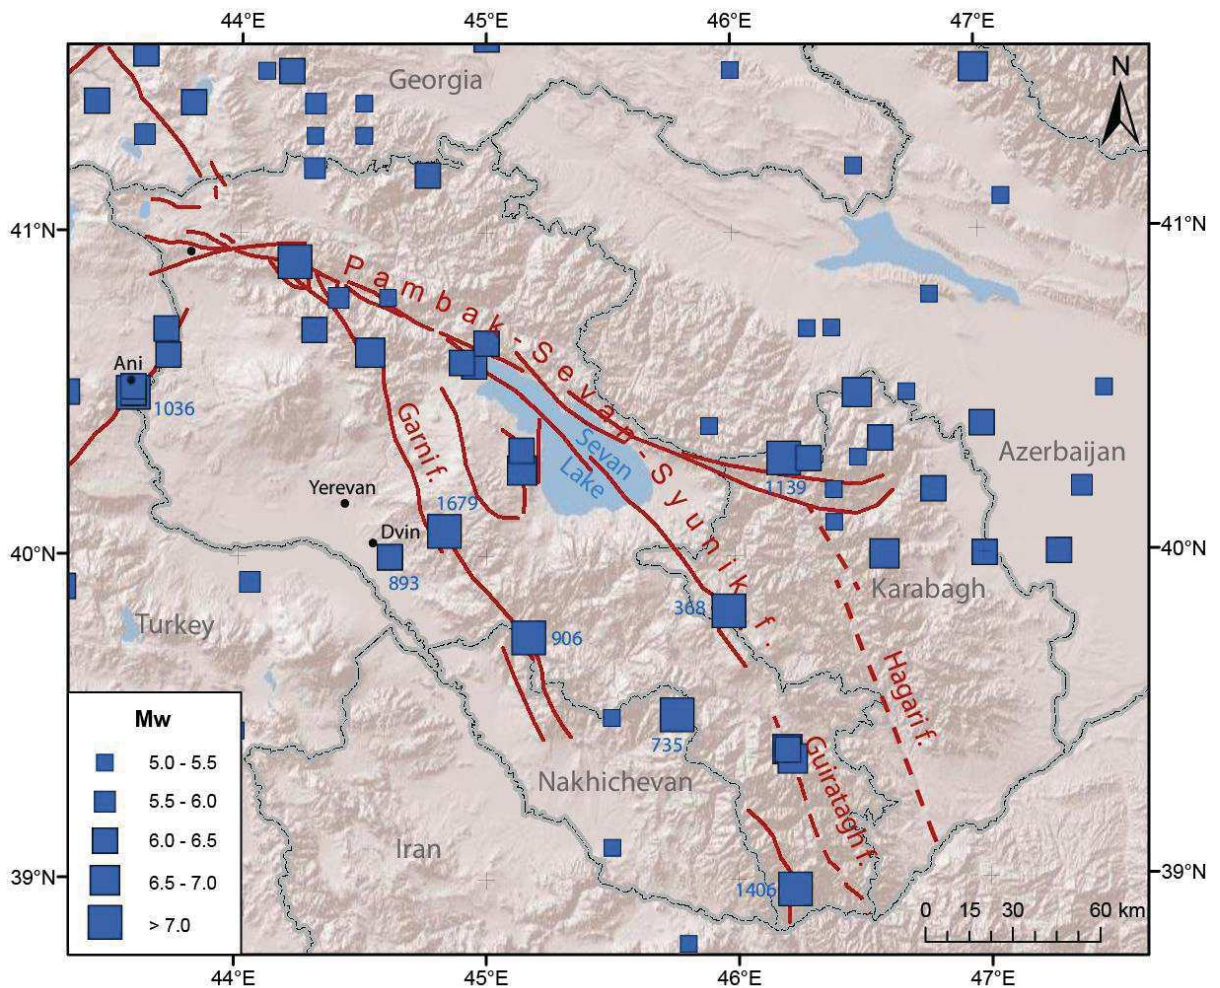 44°E 45°E 46°E 47°E
Georgia
N
41°N 41°N
Pambak-Sevan-Syunik f.
Ani
1036
Garni f.
Sevan
Lake
Azerbaijan
1139
Yerevan
1679
Dvin
40°N 40°N
893
Karabagh
368
Turkey
906
Hagari f.
735
Guiratagh f.
Nakhichevan
Iran
39°N 39°N
1406
Mw
5.0 - 5.5
5.5 - 6.0
6.0 - 6.5
6.5 - 7.0
> 7.0
0 15 30 60 km
44°E 45°E 46°E 47°E